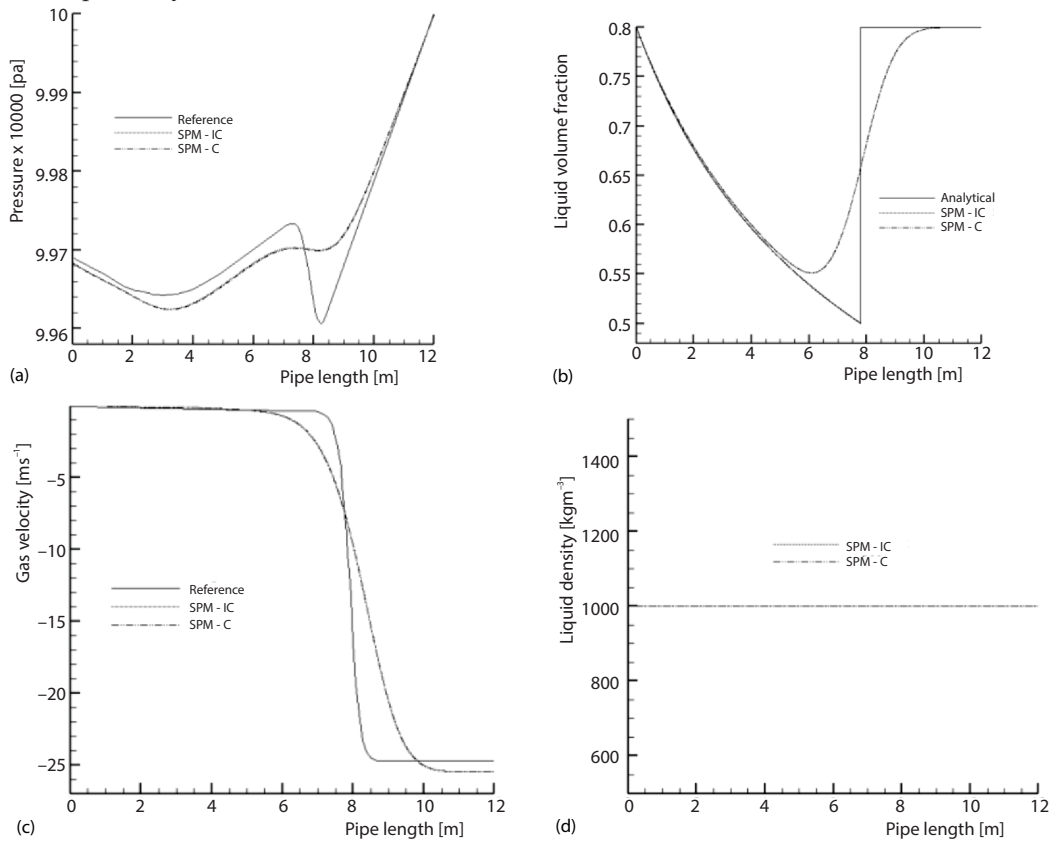 Pressure x 10000 [pa]
10
9.99
9.98
9.97
9.96
Reference
SPM - IC
SPM - C
0 2 4 6 8 10 12
Pipe length [m]
(a)
Liquid volume fraction
0.8
0.75
0.7
0.65
0.6
0.55
0.5
Analytical
SPM - IC
SPM - C
0 2 4 6 8 10 12
Pipe length [m]
(b)
Gas velocity [ms⁻¹]
−5
−10
−15
−20
−25
Reference
SPM - IC
SPM - C
0 2 4 6 8 10 12
Pipe length [m]
(c)
Liquid density [kgm⁻³]
1400
1200
1000
800
600
SPM - IC
SPM - C
0 2 4 6 8 10 12
Pipe length [m]
(d)